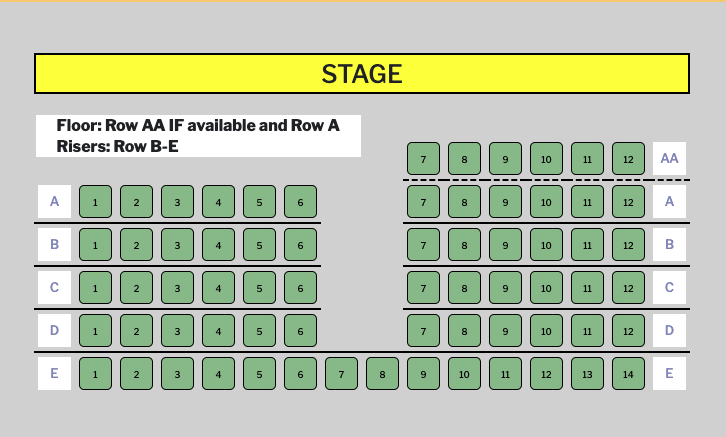 STAGE
Floor: Row AA IF available and Row A
Risers: Row B-E
7 8 9 10 11 12 AA
A 1 2 3 4 5 6 7 8 9 10 11 12 A
B 1 2 3 4 5 6 7 8 9 10 11 12 B
C 1 2 3 4 5 6 7 8 9 10 11 12 C
D 1 2 3 4 5 6 7 8 9 10 11 12 D
E 1 2 3 4 5 6 7 8 9 10 11 12 13 14 E